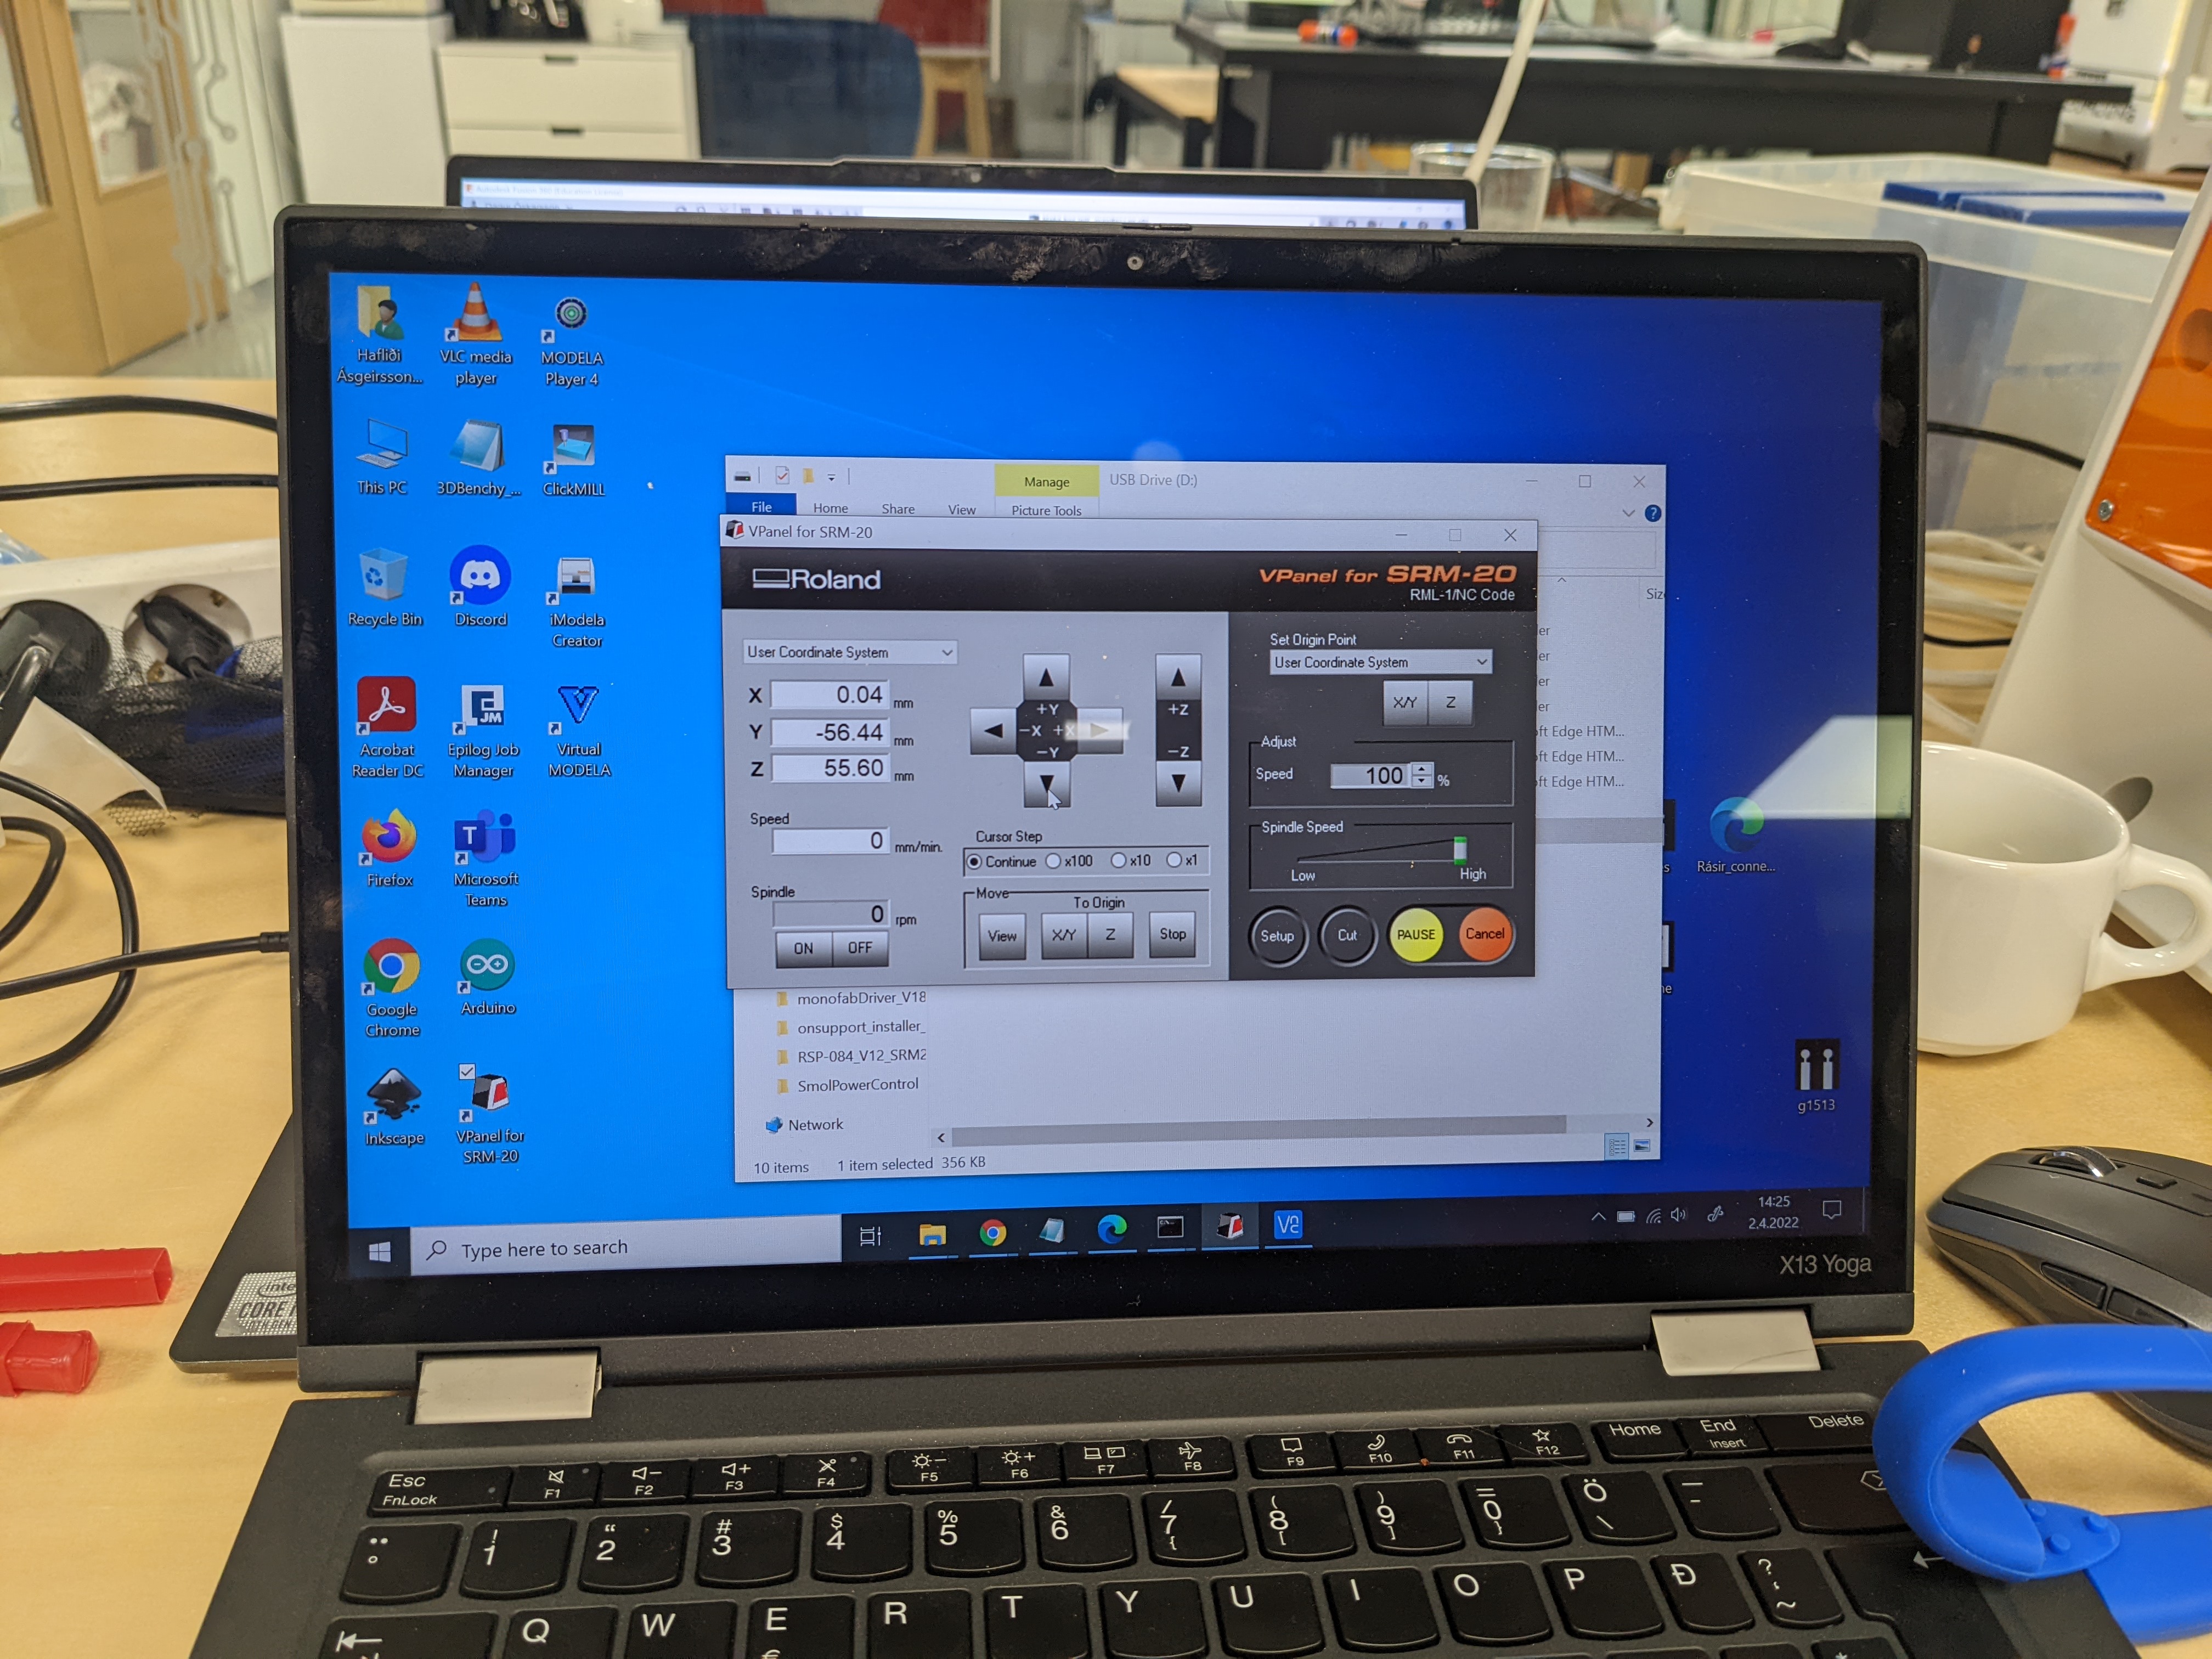 Hafliði
Ásgeirsson...
VLC media
player
MODELA
Player 4
This PC
3DBenchy_...
ClickMILL
Recycle Bin
Discord
iModela
Creator
Acrobat
Reader DC
Epilog Job
Manager
JM
Virtual
MODELA
Firefox
Microsoft
Teams
Google
Chrome
Arduino
Inkscape
VPanel for
SRM-20
Manage
USB Drive (D:)
File
Home
Share
View
Picture Tools
VPanel for SRM-20
Roland
VPanel for SRM-20
RML-1/NC Code
User Coordinate System
X 0.04 mm
Y -56.44 mm
Z 55.60 mm
+Y
-X +X
-Y
+Z
-Z
Speed
0 mm/min.
Spindle
0 rpm
ON OFF
Cursor Step
Continue x100 x10 x1
Move
To Origin
View X/Y Z Stop
Set Origin Point
User Coordinate System
X/Y Z
Adjust
Speed 100 %
Spindle Speed
Low High
Setup Cut PAUSE Cancel
Siz
er
er
er
er
ft Edge HTM...
ft Edge HTM...
ft Edge HTM...
Rásir_conne...
s
ne
g1513
monofabDriver_V18
onsupport_installer_
RSP-084_V12_SRM2
SmolPowerControl
Network
10 items 1 item selected 356 KB
Type here to search
14:25
2.4.2022
X13 Yoga
CORE
Esc
FnLock
F1
F2
F3
F4
F5
F6
F7
F8
F9
F10
F11
F12
Home
End
Insert
Delete
! 1
“ 2
# 3
$ 4
% 5
& 6
/ 7 {
( 8 [
) 9 ]
= 0 }
Ö \
_ -
Q W E R T Y U I O P Đ
€
? ' ~